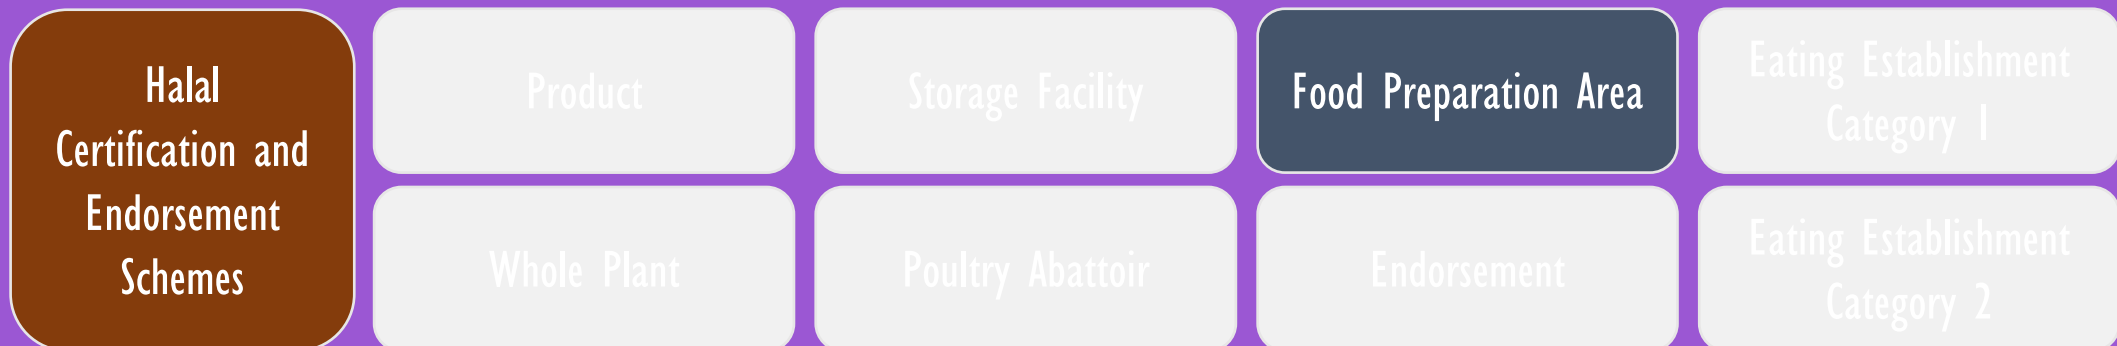 Halal
Certification and
Endorsement
Schemes
Product
Storage Facility
Food Preparation Area
Eating Establishment
Category 1
Whole Plant
Poultry Abattoir
Endorsement
Eating Establishment
Category 2